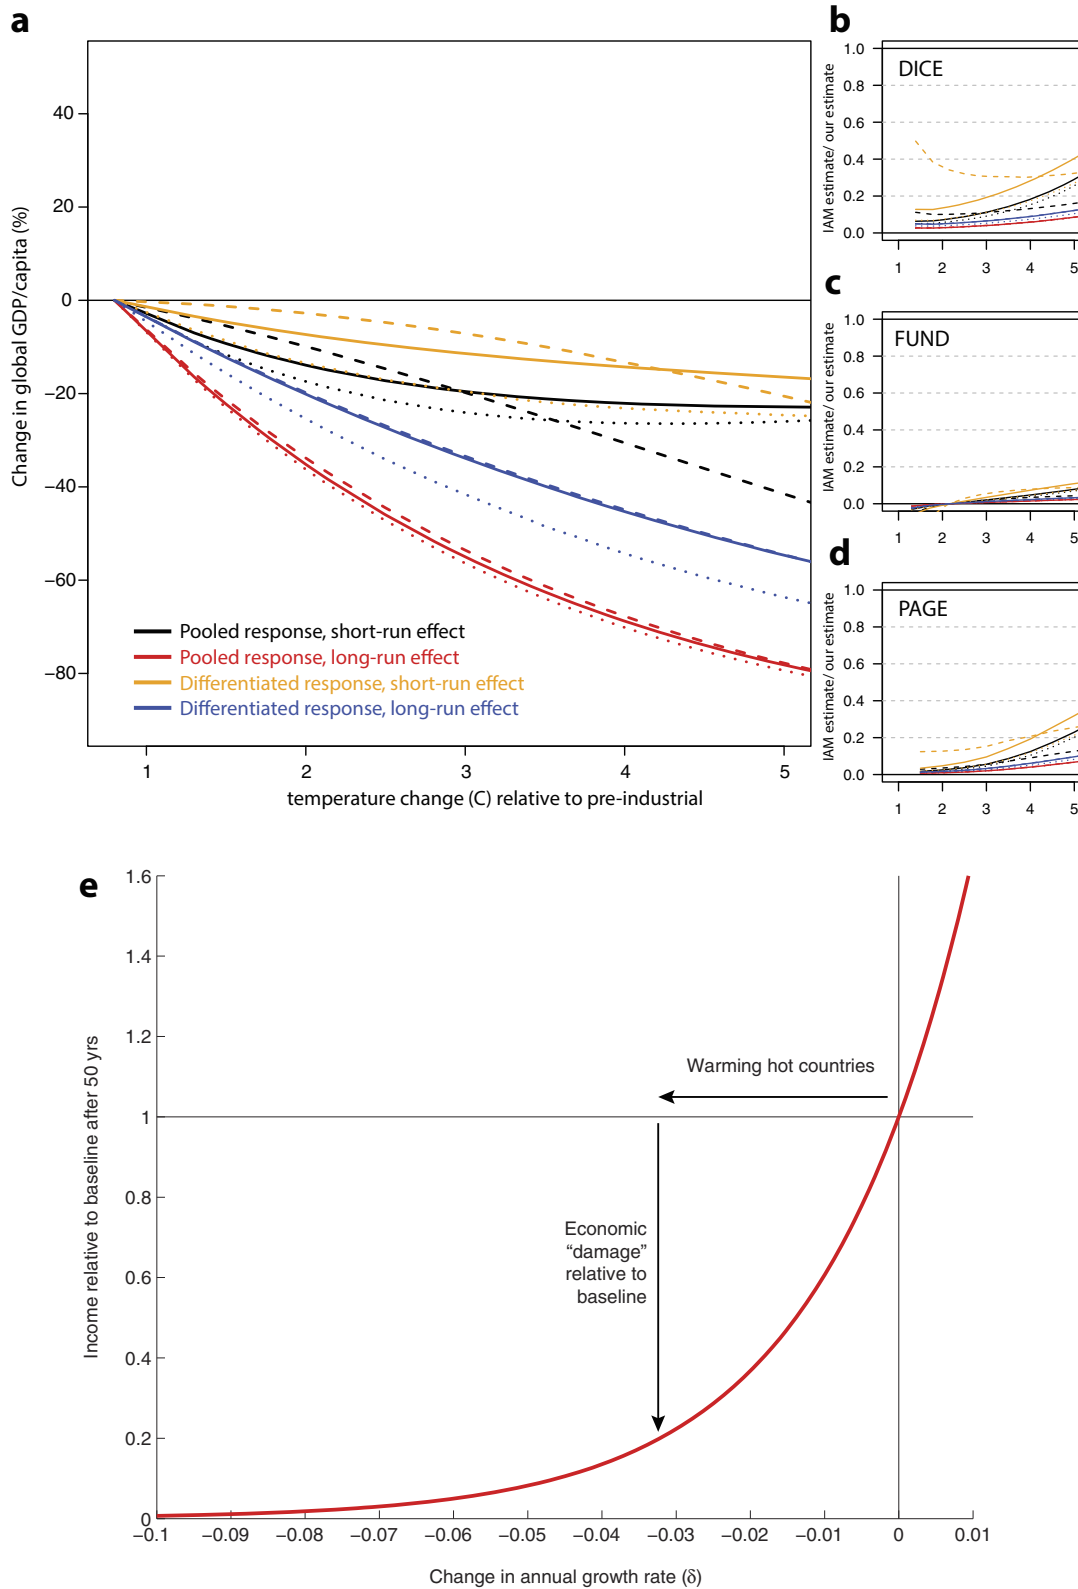 a
40
20
0
−20
−40
−60
−80
Change in global GDP/capita (%)
Pooled response, short-run effect
Pooled response, long-run effect
Differentiated response, short-run effect
Differentiated response, long-run effect
1 2 3 4 5
temperature change (C) relative to pre-industrial
b
DICE
1.0
0.8
0.6
0.4
0.2
0.0
IAM estimate/ our estimate
1 2 3 4 5
c
FUND
1.0
0.8
0.6
0.4
0.2
0.0
IAM estimate/ our estimate
1 2 3 4 5
d
PAGE
1.0
0.8
0.6
0.4
0.2
0.0
IAM estimate/ our estimate
1 2 3 4 5
e
1.6
1.4
1.2
1
0.8
0.6
0.4
0.2
0
Income relative to baseline after 50 yrs
Warming hot countries
Economic
“damage”
relative to
baseline
−0.1 −0.09 −0.08 −0.07 −0.06 −0.05 −0.04 −0.03 −0.02 −0.01 0 0.01
Change in annual growth rate (δ)